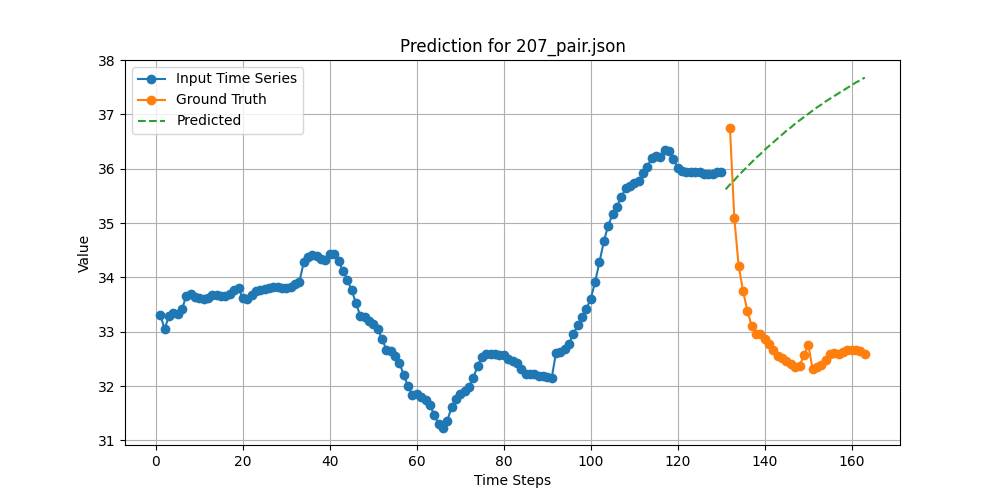 Prediction for 207_pair.json
Input Time Series
Ground Truth
Predicted
Value
38
37
36
35
34
33
32
31
0 20 40 60 80 100 120 140 160
Time Steps